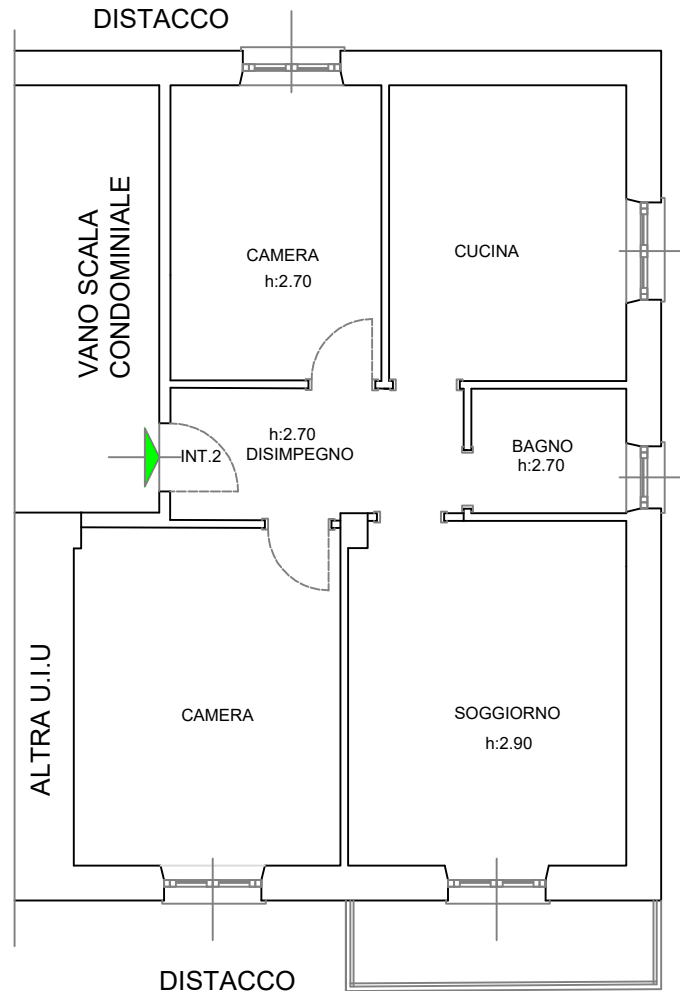 DISTACCO
VANO SCALA
CONDOMINIALE
CAMERA
h:2.70
CUCINA
h:2.70
DISIMPEGNO
INT.2
BAGNO
h:2.70
ALTRA U.I.U
CAMERA
SOGGIORNO
h:2.90
DISTACCO